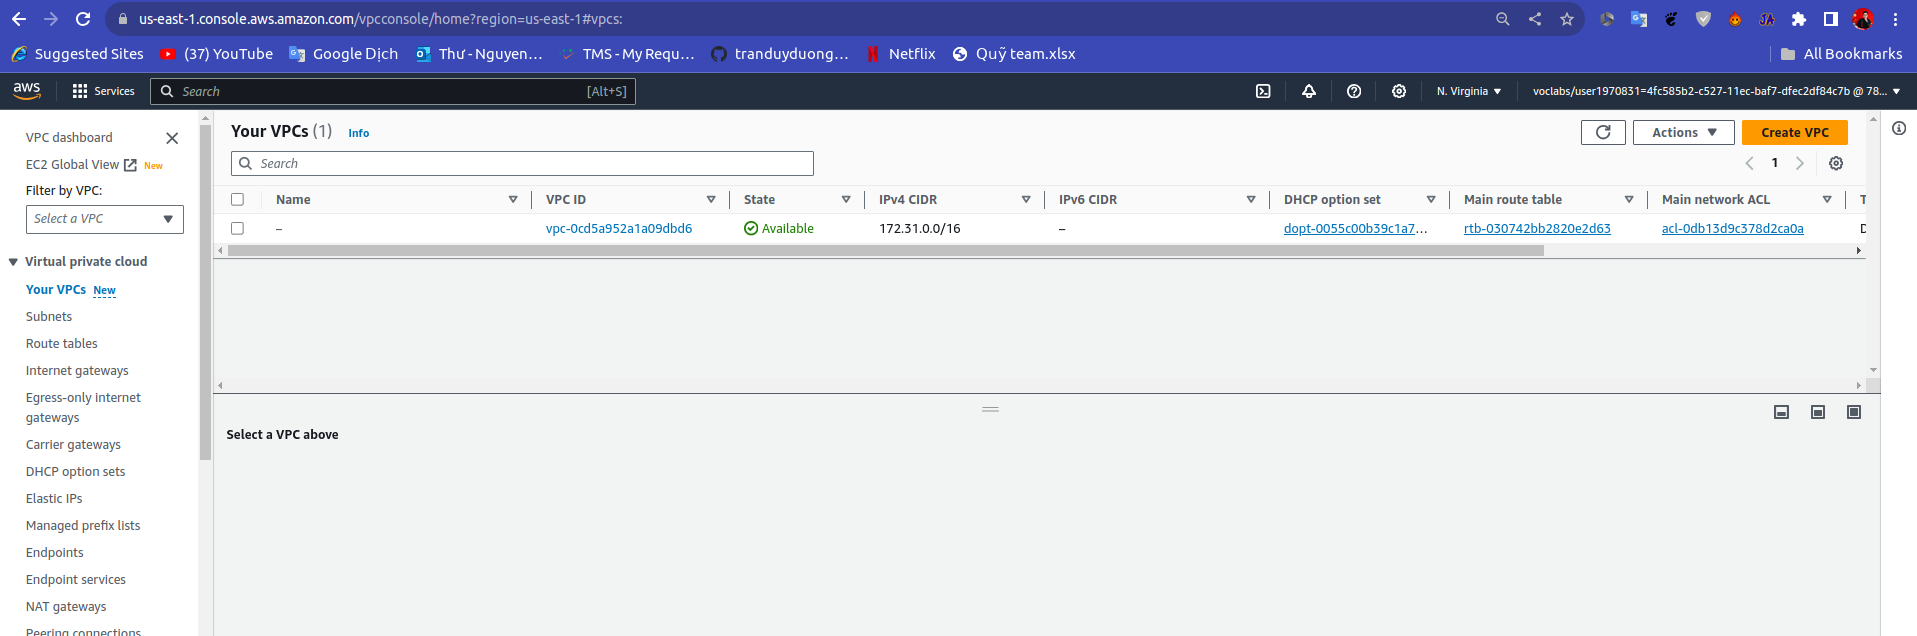 us-east-1.console.aws.amazon.com/vpcconsole/home?region=us-east-1#vpcs:
Suggested Sites (37) YouTube Google Dịch Thư - Nguyen... TMS - My Requ... tranduyduong... Netflix Quỹ team.xlsx All Bookmarks
aws Services Search [Alt+S] N. Virginia voclabs/user1970831=4fc585b2-c527-11ec-baf7-dfec2df84c7b @ 78...
VPC dashboard
EC2 Global View New
Filter by VPC:
Select a VPC
Virtual private cloud
Your VPCs New
Subnets
Route tables
Internet gateways
Egress-only internet
gateways
Carrier gateways
DHCP option sets
Elastic IPs
Managed prefix lists
Endpoints
Endpoint services
NAT gateways
Peering connections
Your VPCs (1) Info Actions Create VPC
Search 1
Name VPC ID State IPv4 CIDR IPv6 CIDR DHCP option set Main route table Main network ACL T
– vpc-0cd5a952a1a09dbd6 Available 172.31.0.0/16 – dopt-0055c00b39c1a7... rtb-030742bb2820e2d63 acl-0db13d9c378d2ca0a D
Select a VPC above